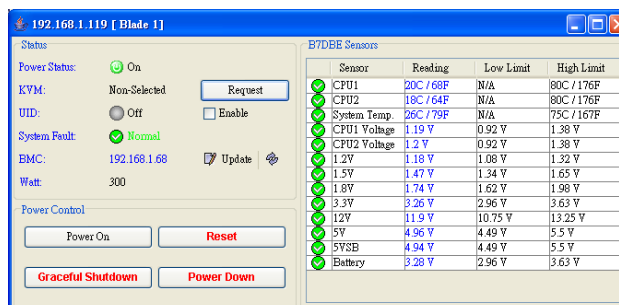 192.168.1.119 [ Blade 1]
Status
Power Status: On
KVM: Non-Selected Request
UID: Off Enable
System Fault: Normal
BMC: 192.168.1.68 Update
Watt: 300
Power Control
Power On Reset
Graceful Shutdown Power Down
B7DBE Sensors
Sensor Reading Low Limit High Limit
CPU1 20C / 68F N/A 80C / 176F
CPU2 18C / 64F N/A 80C / 176F
System Temp. 26C / 79F N/A 75C / 167F
CPU1 Voltage 1.19 V 0.92 V 1.38 V
CPU2 Voltage 1.2 V 0.92 V 1.38 V
1.2V 1.18 V 1.08 V 1.32 V
1.5V 1.47 V 1.34 V 1.65 V
1.8V 1.74 V 1.62 V 1.98 V
3.3V 3.26 V 2.96 V 3.63 V
12V 11.9 V 10.75 V 13.25 V
5V 4.96 V 4.49 V 5.5 V
5VSB 4.94 V 4.49 V 5.5 V
Battery 3.28 V 2.96 V 3.63 V